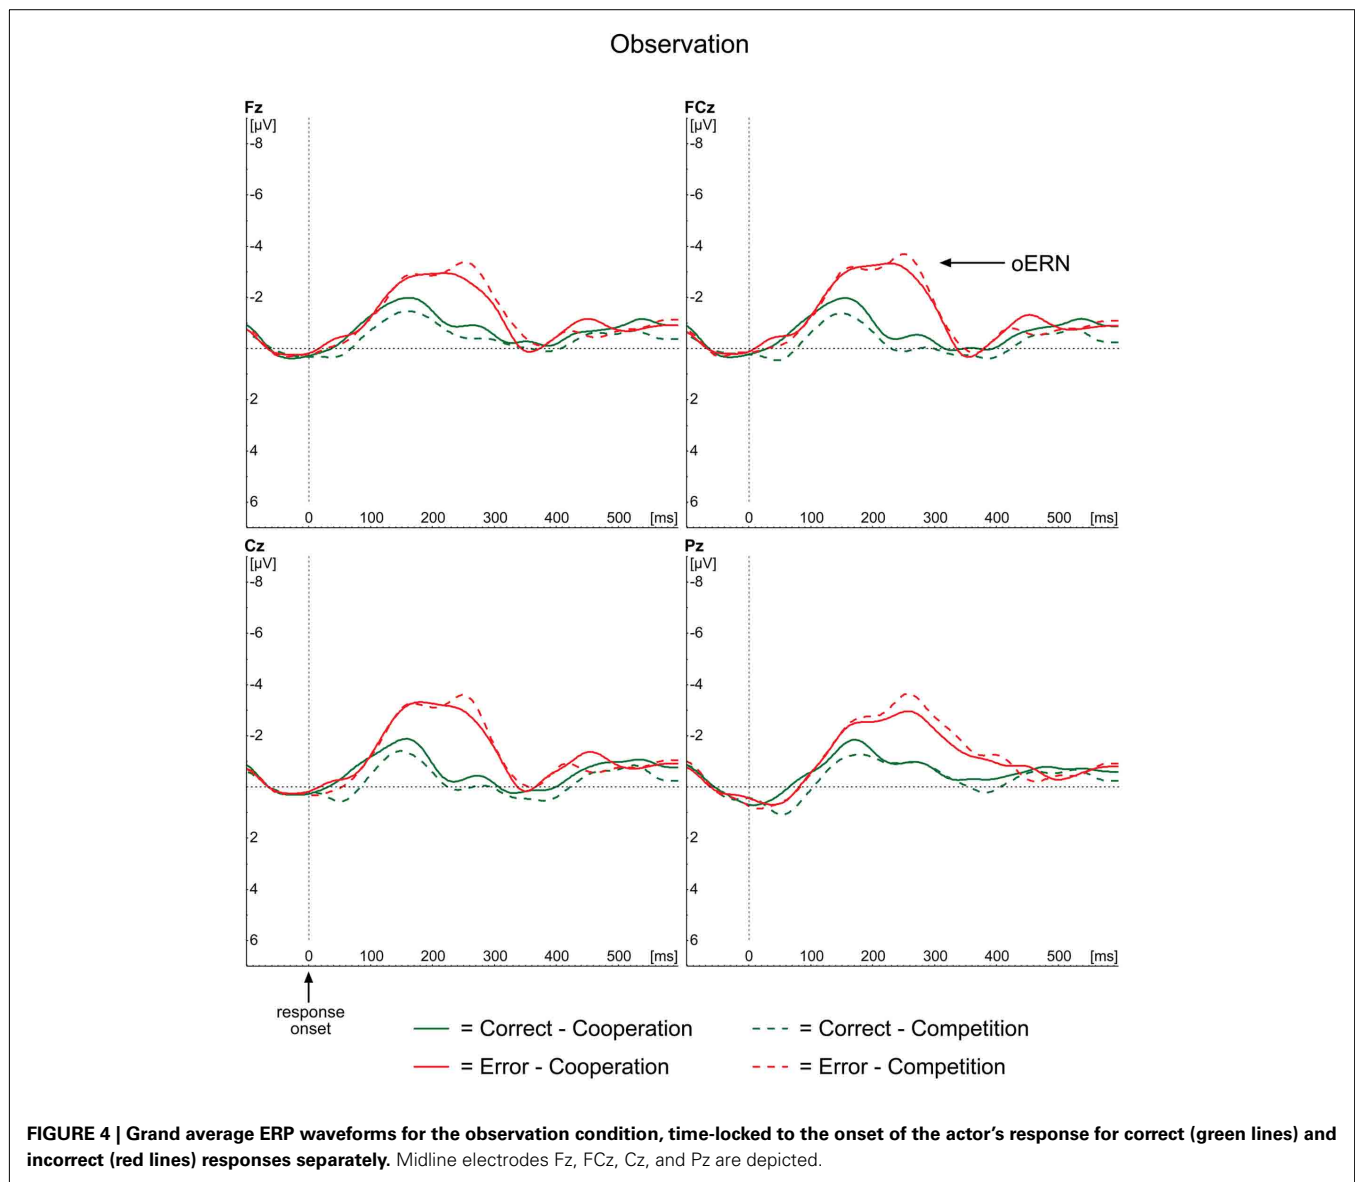 Observation
Fz
[µV]
-8
-6
-4
-2
2
4
6
0 100 200 300 400 500 [ms]
FCz
[µV]
-8
-6
-4
-2
2
4
6
0 100 200 300 400 500 [ms]
oERN
Cz
[µV]
-8
-6
-4
-2
2
4
6
0 100 200 300 400 500 [ms]
response
onset
Pz
[µV]
-8
-6
-4
-2
2
4
6
0 100 200 300 400 500 [ms]
= Correct - Cooperation
= Correct - Competition
= Error - Cooperation
= Error - Competition
FIGURE 4 | Grand average ERP waveforms for the observation condition, time-locked to the onset of the actor's response for correct (green lines) and
incorrect (red lines) responses separately. Midline electrodes Fz, FCz, Cz, and Pz are depicted.